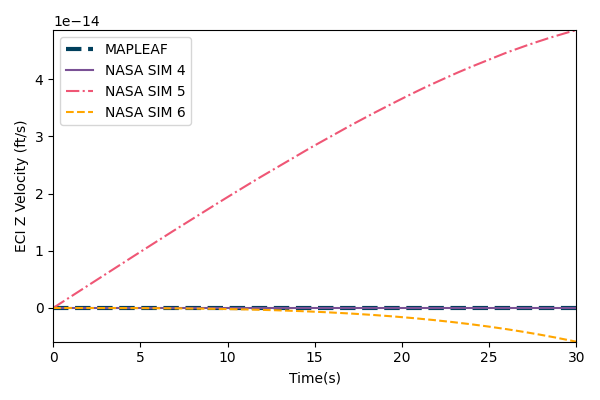 1e−14
ECI Z Velocity (ft/s)
4
3
2
1
0
MAPLEAF
NASA SIM 4
NASA SIM 5
NASA SIM 6
0 5 10 15 20 25 30
Time(s)